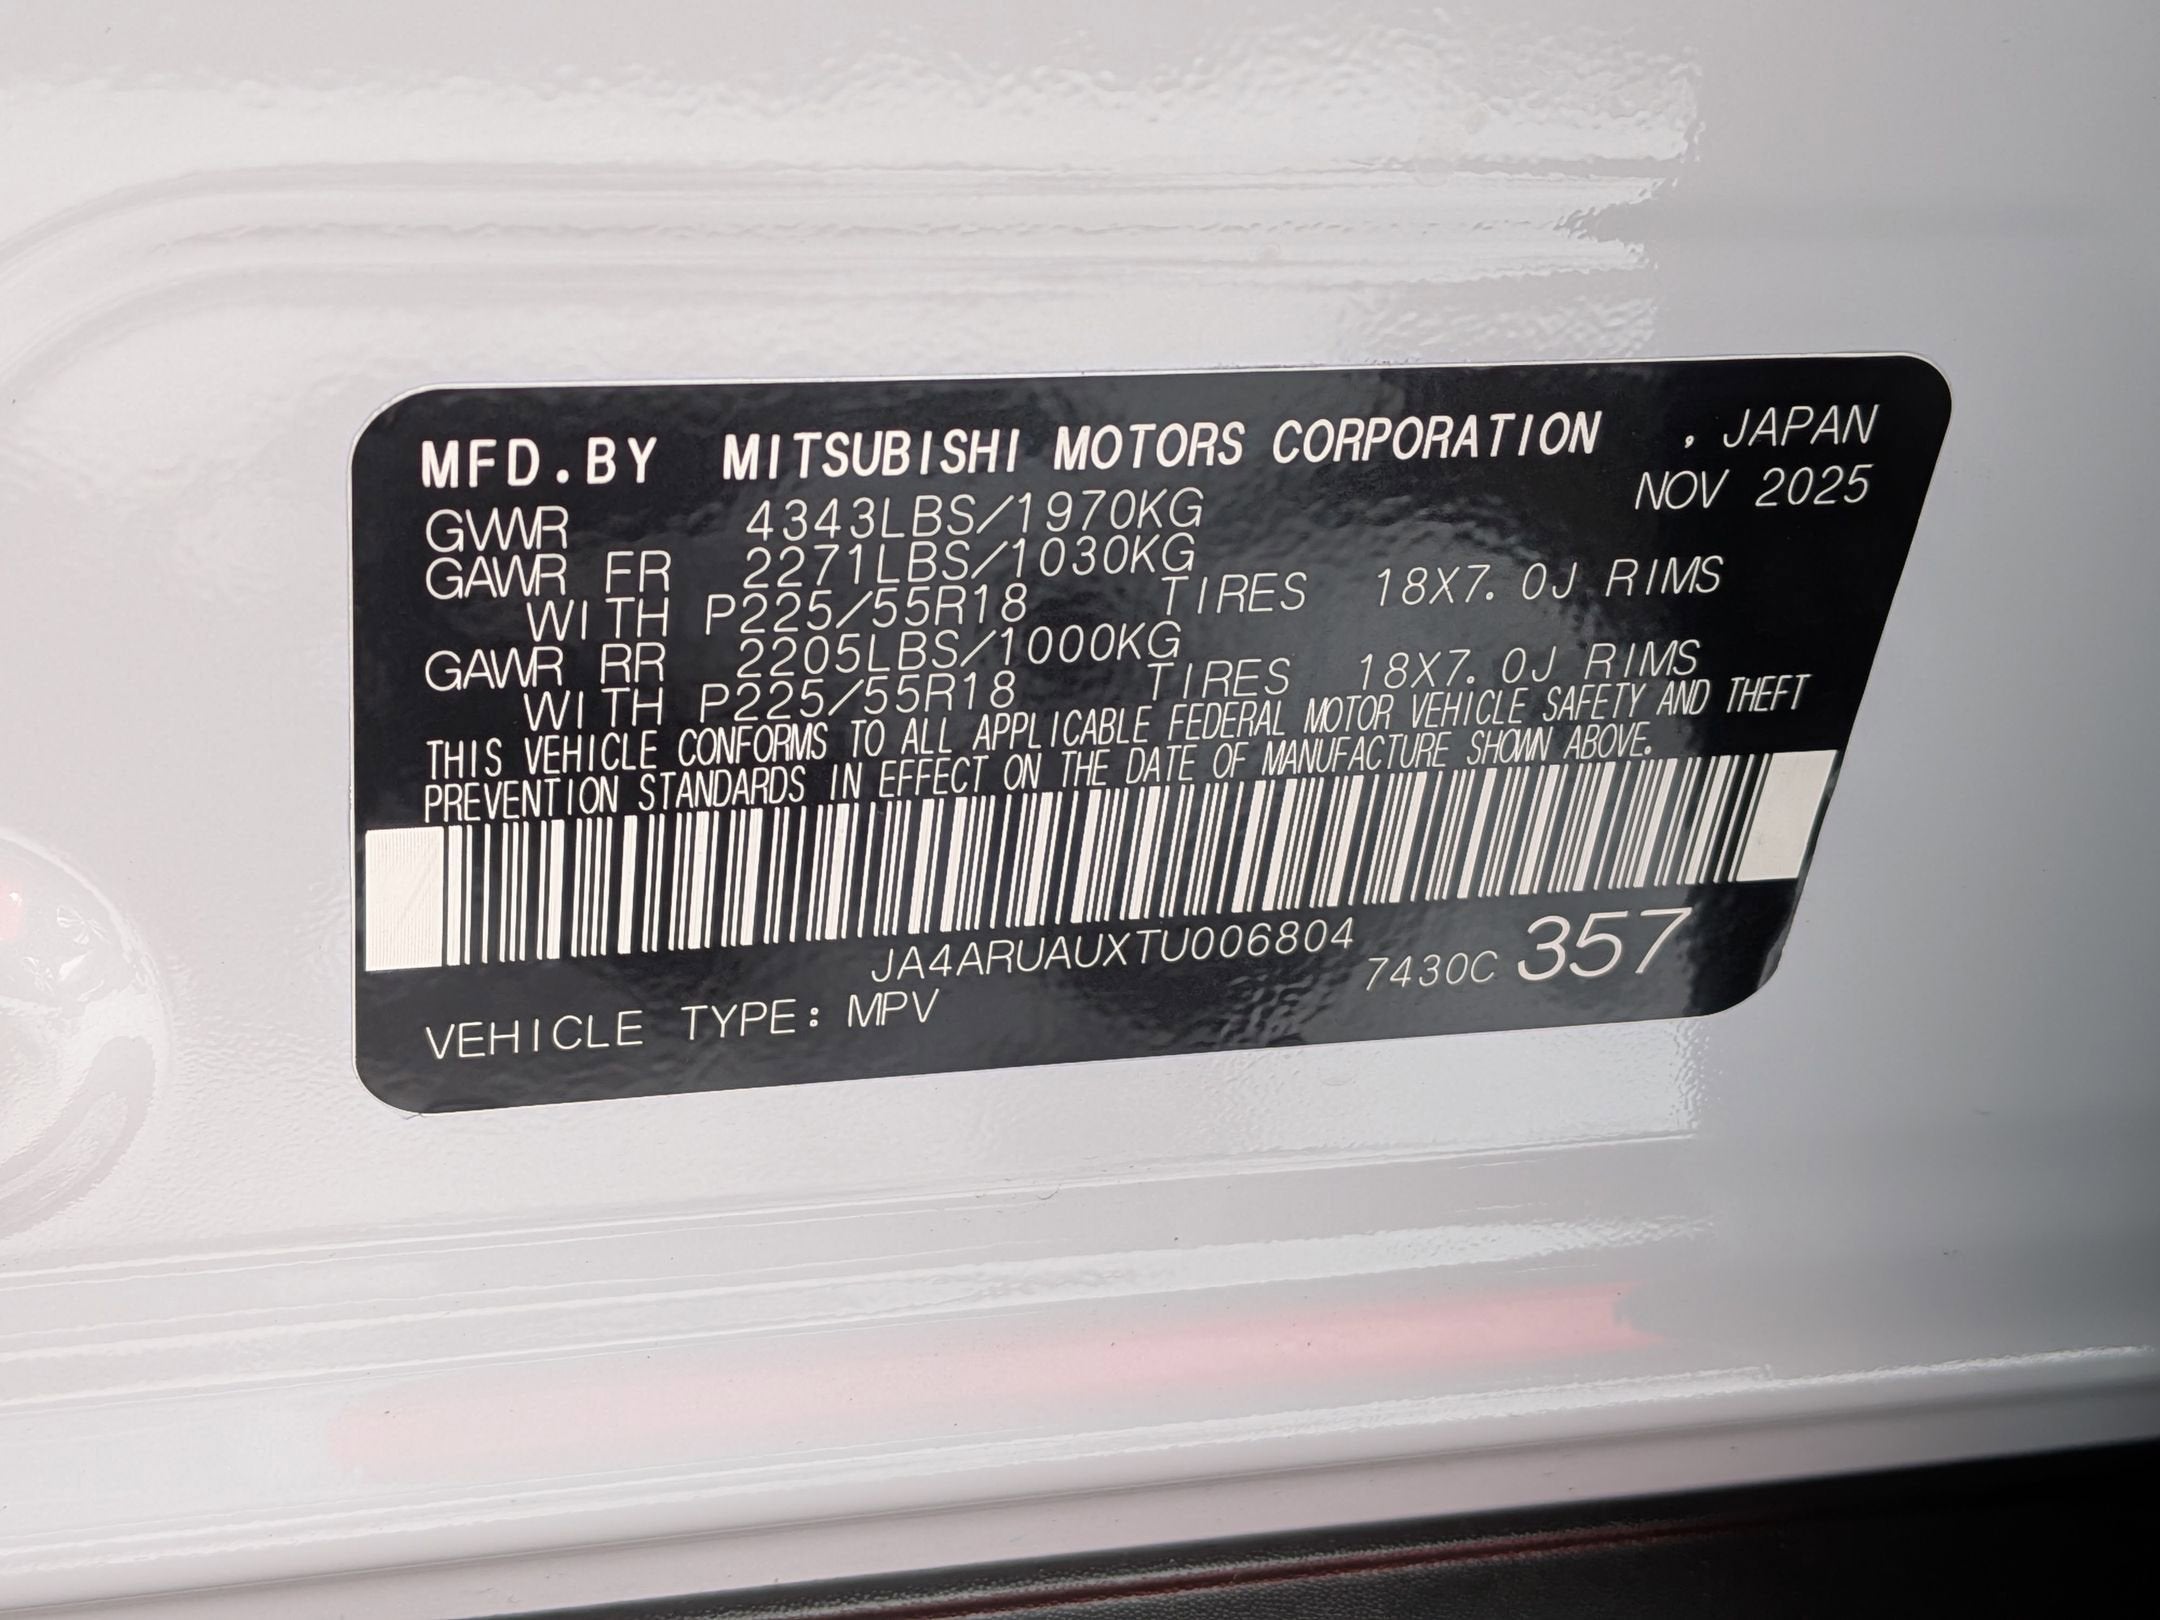 MFD.BY MITSUBISHI MOTORS CORPORATION , JAPAN
NOV 2025
GVWR 4343LBS/1970KG
GAWR FR 2271LBS/1030KG
WITH P225/55R18 TIRES 18X7.0J RIMS
GAWR RR 2205LBS/1000KG
WITH P225/55R18 TIRES 18X7.0J RIMS
THIS VEHICLE CONFORMS TO ALL APPLICABLE FEDERAL MOTOR VEHICLE SAFETY AND THEFT
PREVENTION STANDARDS IN EFFECT ON THE DATE OF MANUFACTURE SHOWN ABOVE.
JA4ARUAUXTU006804 7430C 357
VEHICLE TYPE: MPV